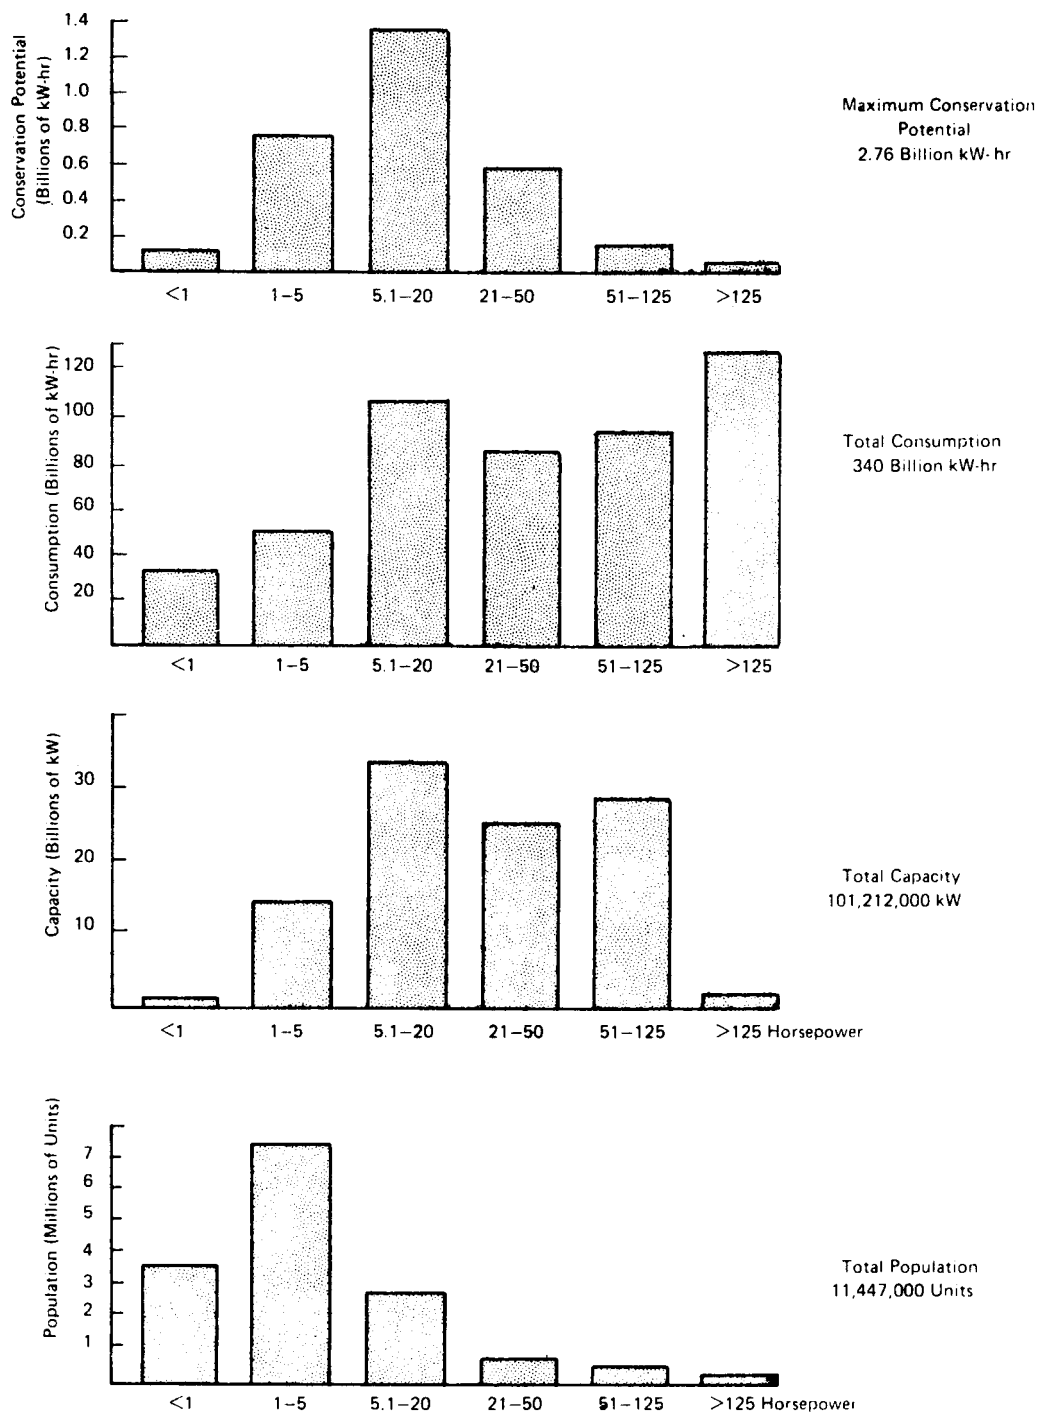 Conservation Potential
(Billions of kW-hr)
1.4
1.2
1.0
0.8
0.6
0.4
0.2
<1 1–5 5.1–20 21–50 51–125 >125
Maximum Conservation
Potential
2.76 Billion kW-hr
Consumption (Billions of kW-hr)
120
100
80
60
40
20
<1 1–5 5.1–20 21–50 51–125 >125
Total Consumption
340 Billion kW-hr
Capacity (Billions of kW)
30
20
10
<1 1–5 5.1–20 21–50 51–125 >125 Horsepower
Total Capacity
101,212,000 kW
Population (Millions of Units)
7
6
5
4
3
2
1
<1 1–5 5.1–20 21–50 51–125 >125 Horsepower
Total Population
11,447,000 Units